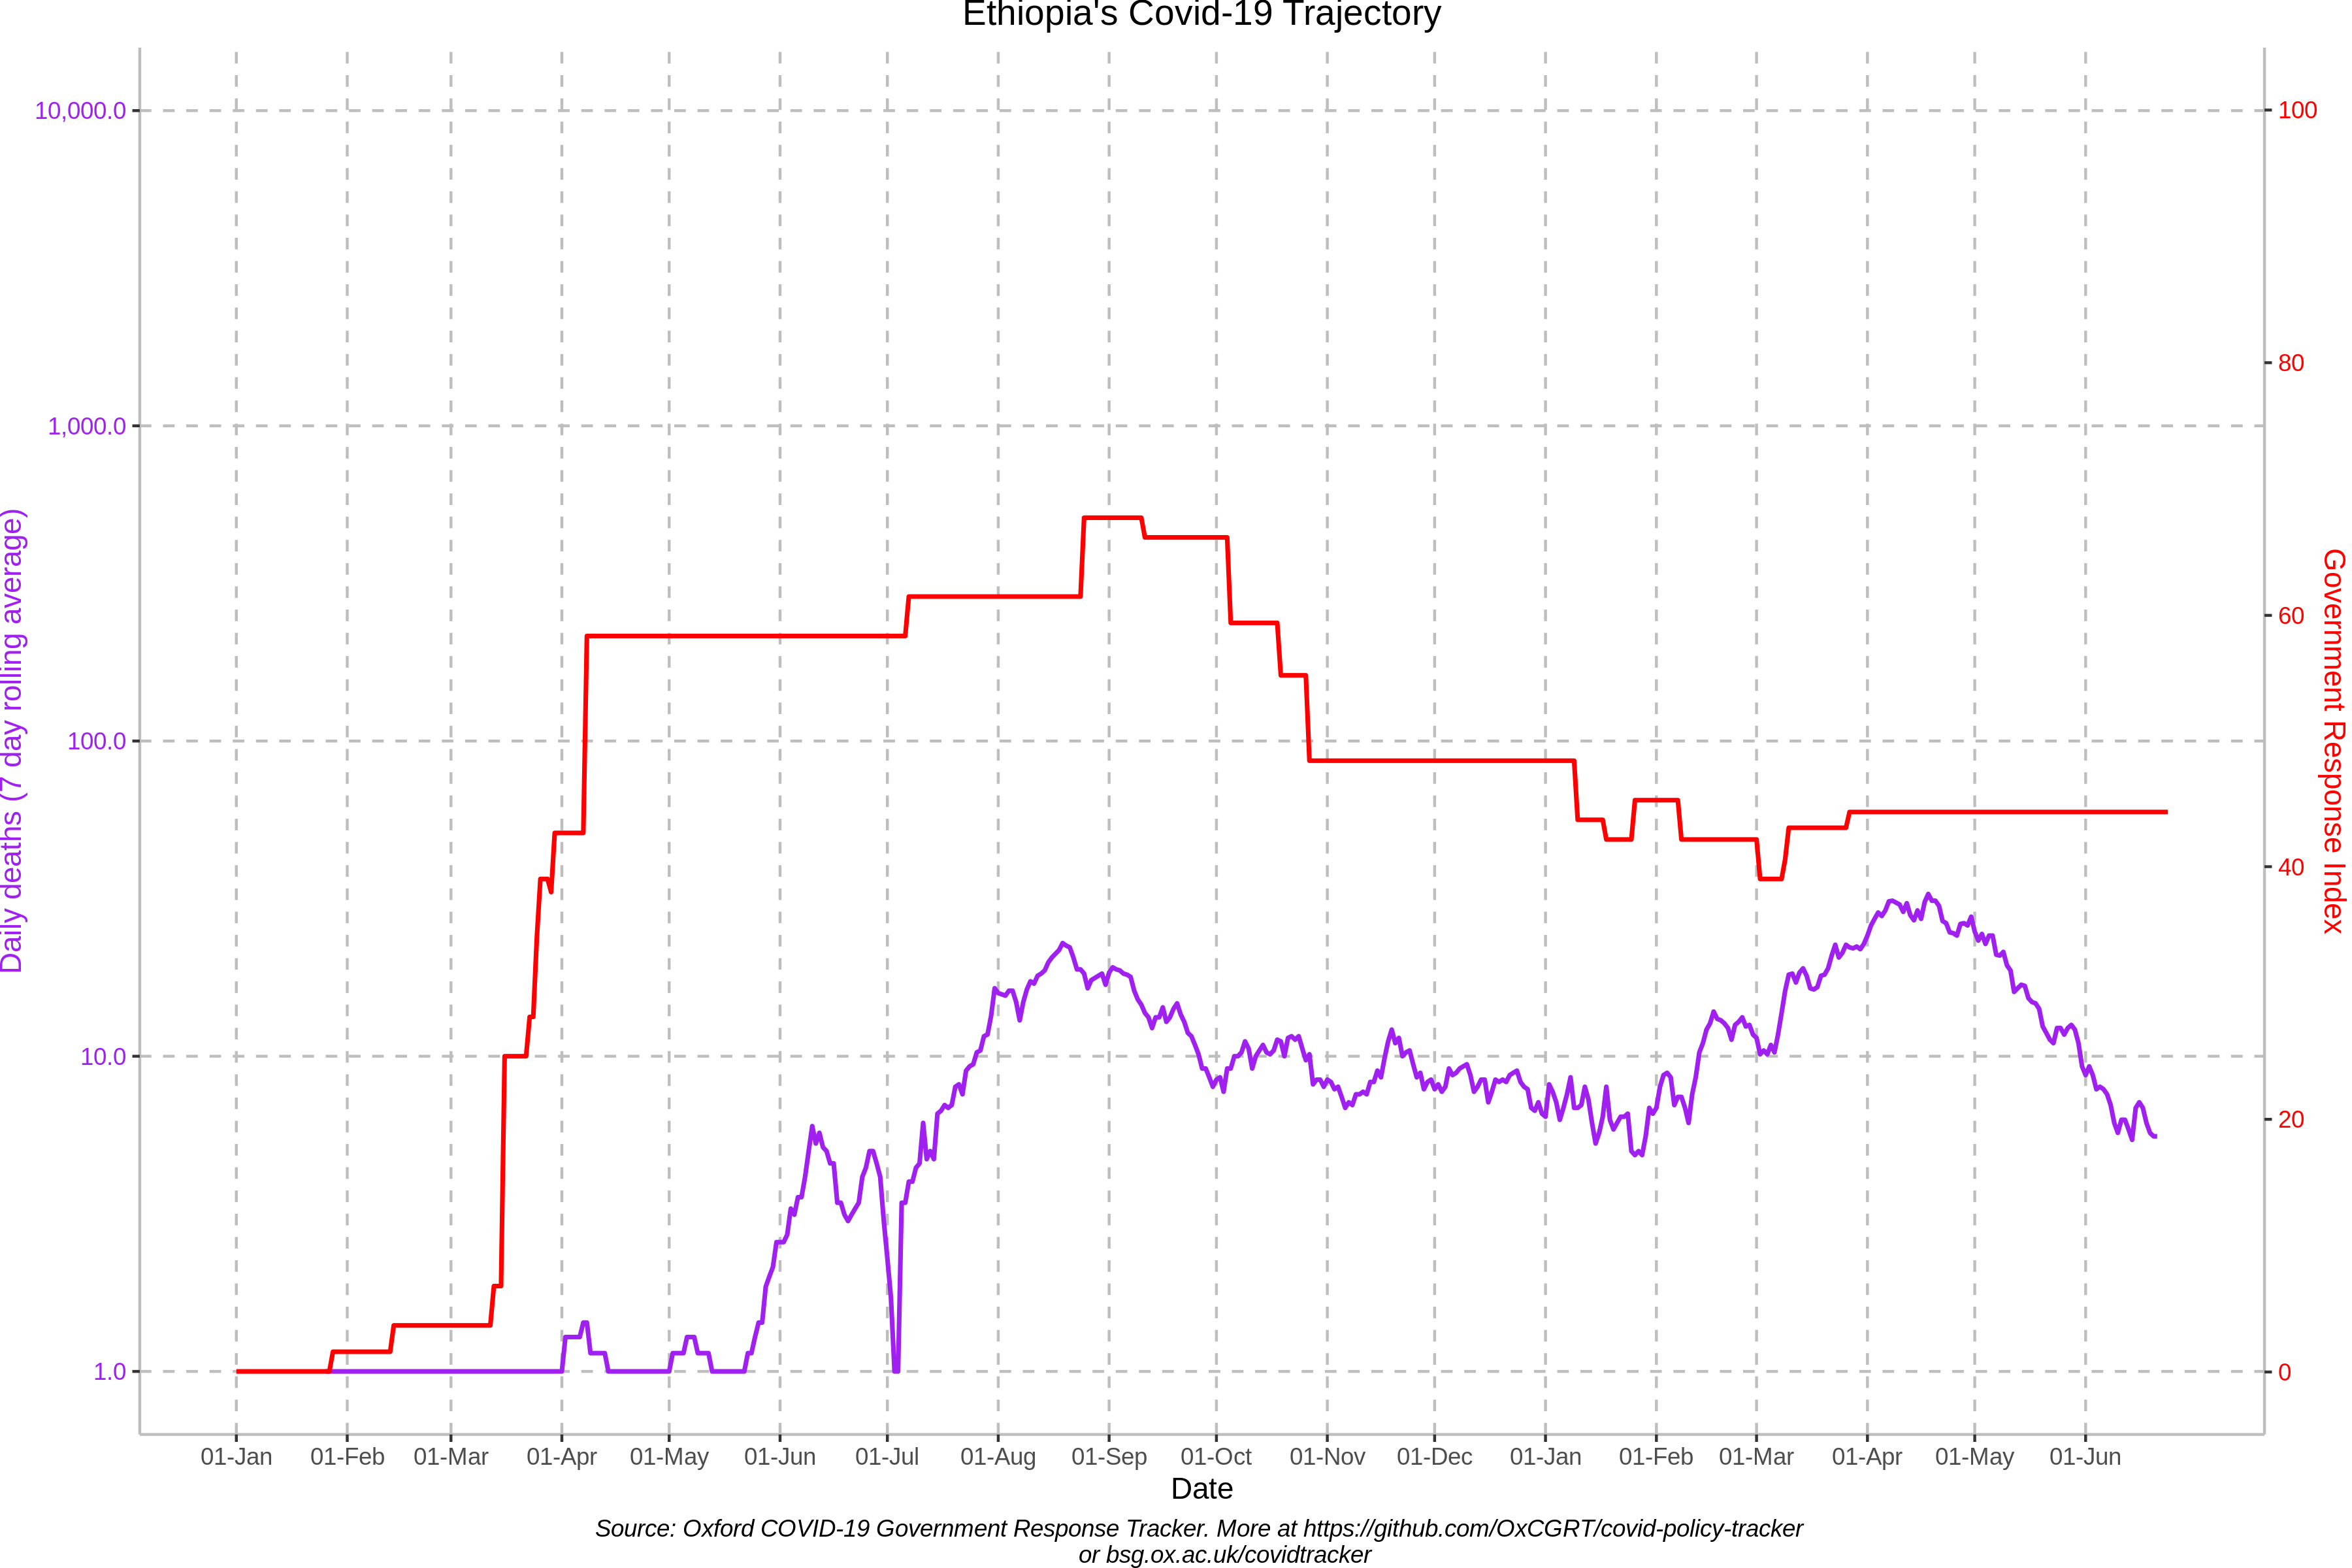 Ethiopia's Covid-19 Trajectory
10,000.0
1,000.0
100.0
10.0
1.0
Daily deaths (7 day rolling average)
100
80
60
40
20
0
Government Response Index
01-Jan 01-Feb 01-Mar 01-Apr 01-May 01-Jun 01-Jul 01-Aug 01-Sep 01-Oct 01-Nov 01-Dec 01-Jan 01-Feb 01-Mar 01-Apr 01-May 01-Jun
Date
Source: Oxford COVID-19 Government Response Tracker. More at https://github.com/OxCGRT/covid-policy-tracker
or bsg.ox.ac.uk/covidtracker